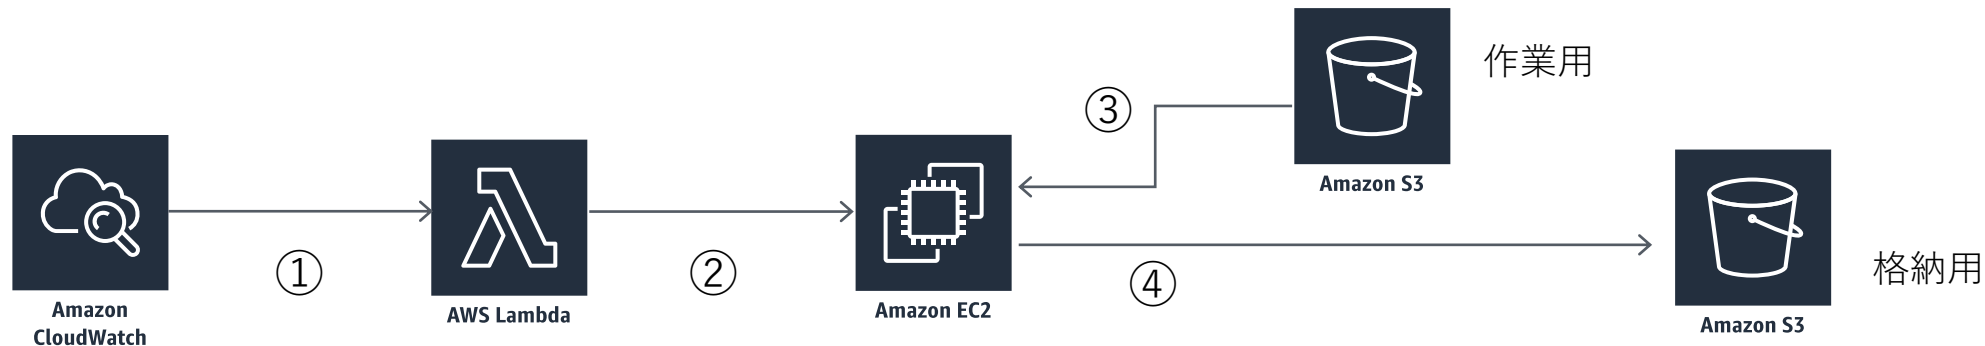 Amazon
CloudWatch
①
AWS Lambda
②
Amazon EC2
③
④
Amazon S3
作業用
Amazon S3
格納用